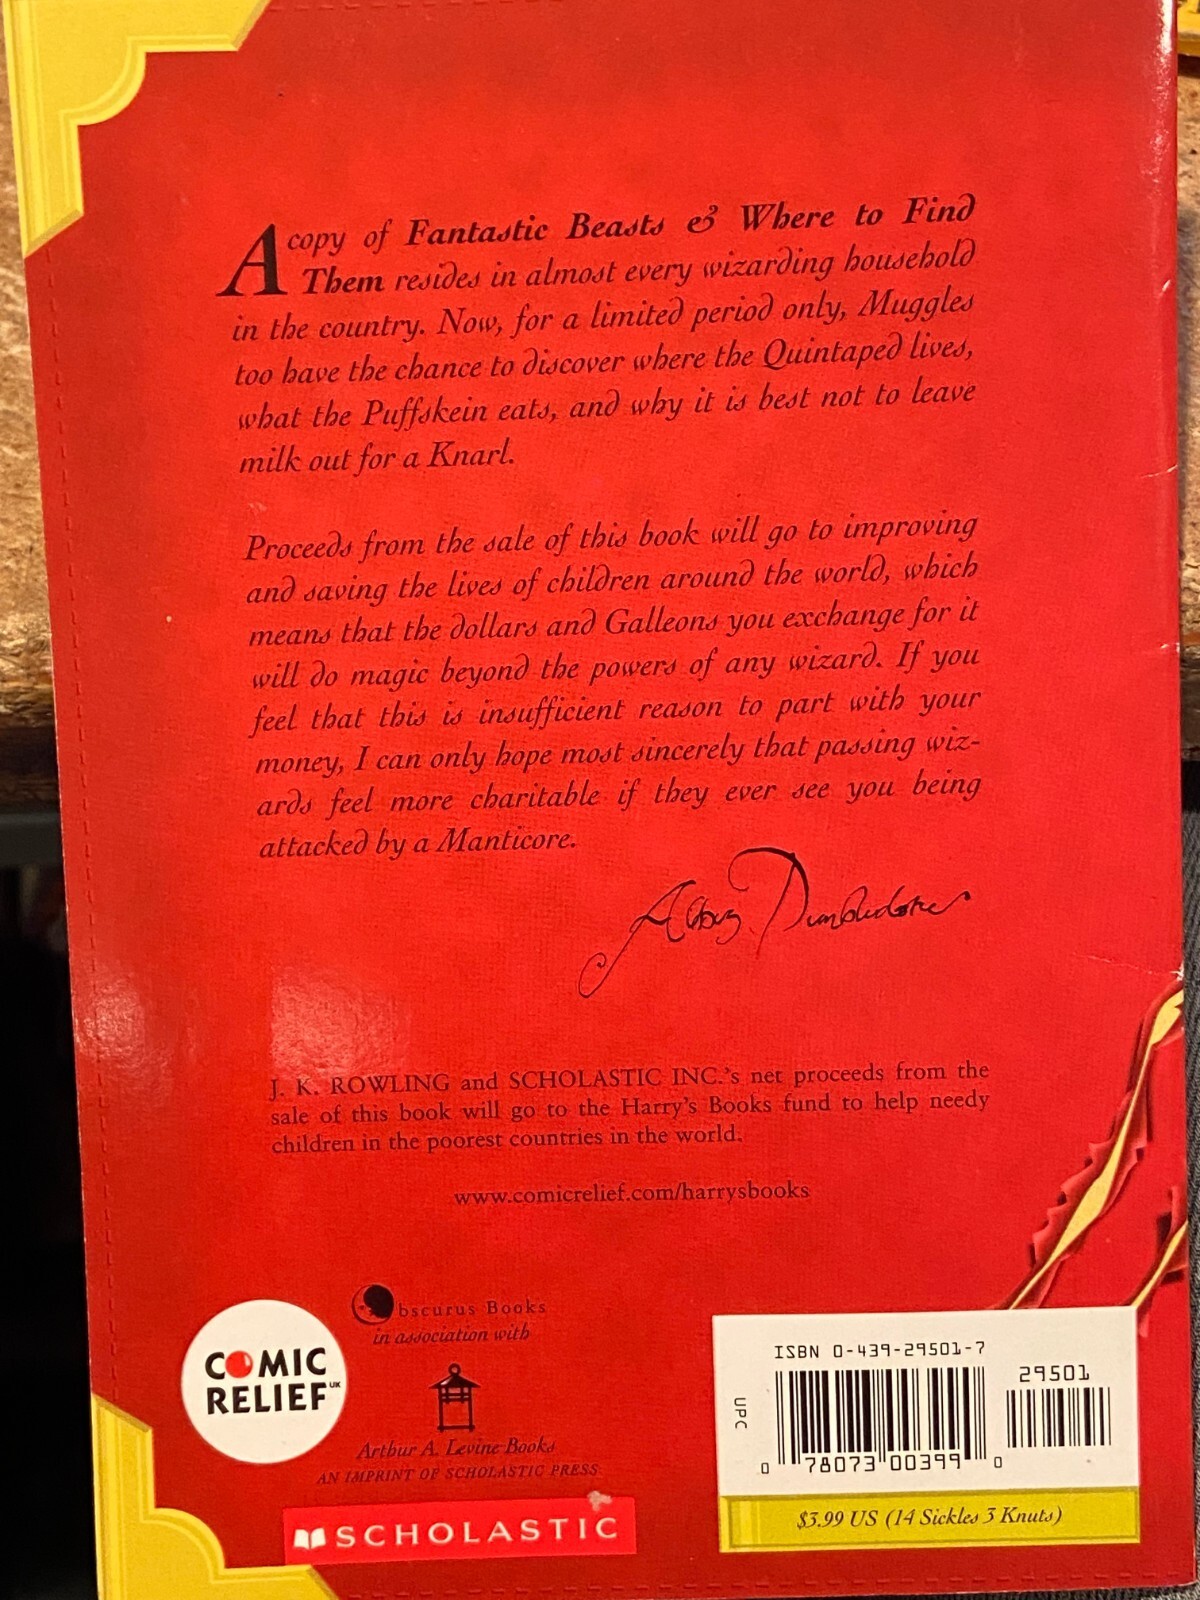 A copy of Fantastic Beasts & Where to Find
Them resides in almost every wizarding household
in the country. Now, for a limited period only, Muggles
too have the chance to discover where the Quintaped lives,
what the Puffskein eats, and why it is best not to leave
milk out for a Knarl.
Proceeds from the sale of this book will go to improving
and saving the lives of children around the world, which
means that the dollars and Galleons you exchange for it
will do magic beyond the powers of any wizard. If you
feel that this is insufficient reason to part with your
money, I can only hope most sincerely that passing wiz-
ards feel more charitable if they ever see you being
attacked by a Manticore.
Albus Dumbledore
J. K. ROWLING and SCHOLASTIC INC.'s net proceeds from the
sale of this book will go to the Harry's Books fund to help needy
children in the poorest countries in the world.
www.comicrelief.com/harrysbooks
Obscurus Books
in association with
Arthur A. Levine Books
AN IMPRINT OF SCHOLASTIC PRESS
COMIC
RELIEF UK
SCHOLASTIC
ISBN 0-439-29501-7
29501
UPC
0 78073 00399 0
$3.99 US (14 Sickles 3 Knuts)